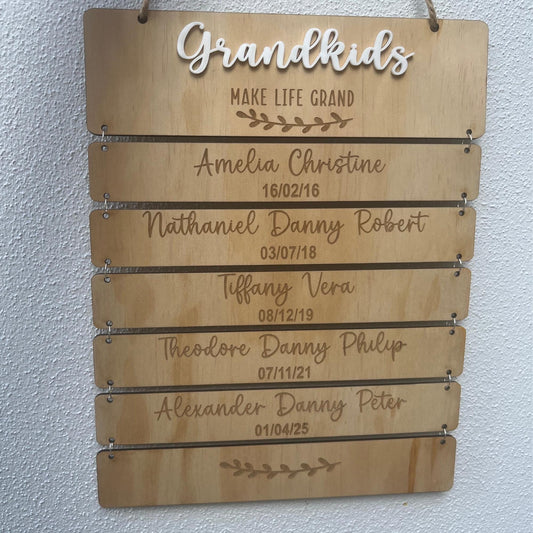 Grandkids
MAKE LIFE GRAND
Amelia Christine
16/02/16
Nathaniel Danny Robert
03/07/18
Tiffany Vera
08/12/19
Theodore Danny Philip
07/11/21
Alexander Danny Peter
01/04/25